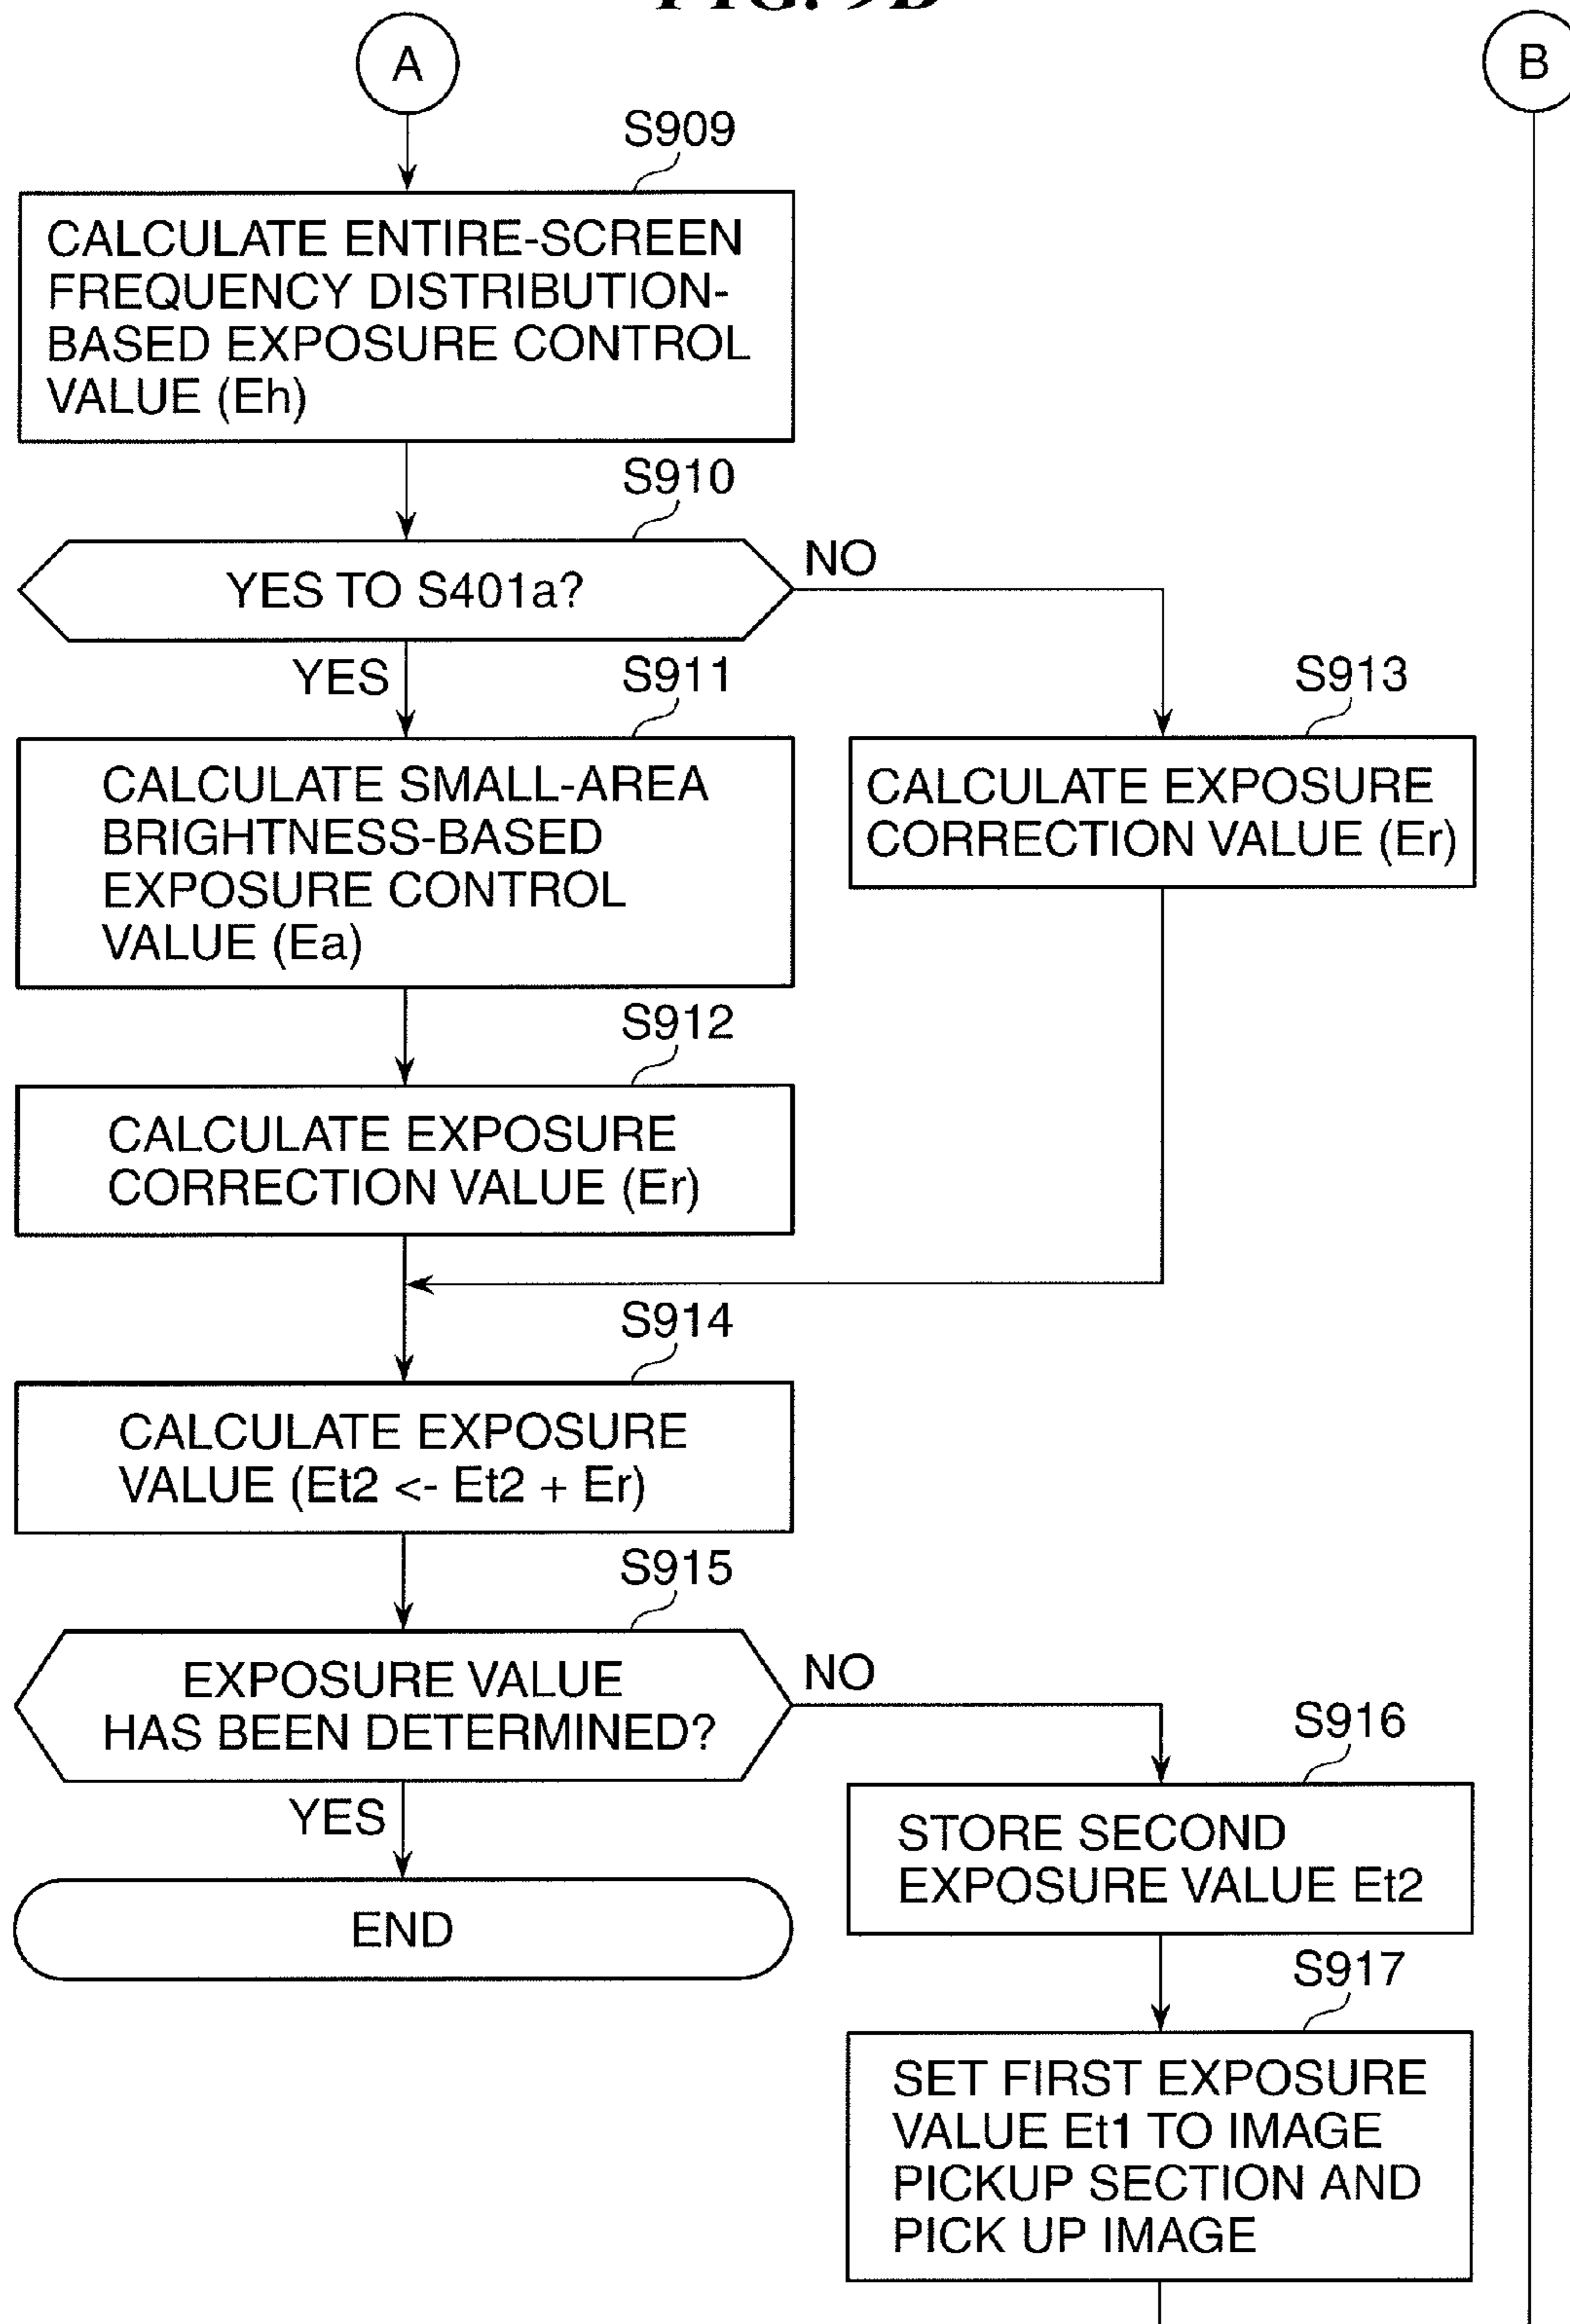 FIG. 9B
A
B
S909
CALCULATE ENTIRE-SCREEN
FREQUENCY DISTRIBUTION-
BASED EXPOSURE CONTROL
VALUE (Eh)
S910
YES TO S401a?
NO
YES
S911
CALCULATE SMALL-AREA
BRIGHTNESS-BASED
EXPOSURE CONTROL
VALUE (Ea)
S913
CALCULATE EXPOSURE
CORRECTION VALUE (Er)
S912
CALCULATE EXPOSURE
CORRECTION VALUE (Er)
S914
CALCULATE EXPOSURE
VALUE (Et2 <- Et2 + Er)
S915
EXPOSURE VALUE
HAS BEEN DETERMINED?
NO
YES
END
S916
STORE SECOND
EXPOSURE VALUE Et2
S917
SET FIRST EXPOSURE
VALUE Et1 TO IMAGE
PICKUP SECTION AND
PICK UP IMAGE